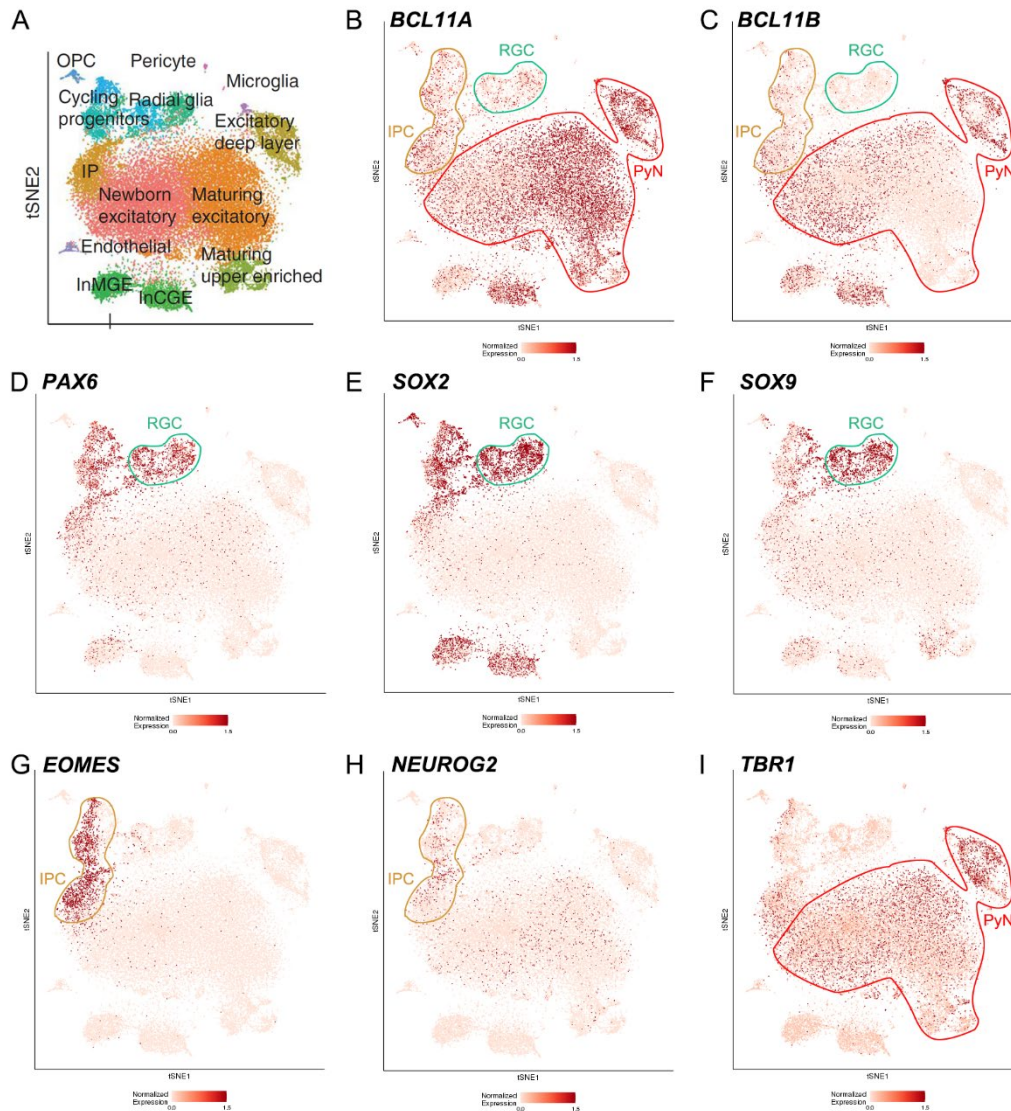 A
OPC
Pericyte
Microglia
Cycling
progenitors
Radial glia
Excitatory
deep layer
IP
Newborn
excitatory
Maturing
excitatory
Endothelial
Maturing
upper enriched
InMGE
InCGE
tSNE2
B BCL11A
RGC
IPC
PyN
tSNE2
tSNE1
Normalized
Expression
0.0 1.5
C BCL11B
RGC
IPC
PyN
tSNE2
tSNE1
Normalized
Expression
0.0 1.5
D PAX6
RGC
tSNE2
tSNE1
Normalized
Expression
0.0 1.5
E SOX2
RGC
tSNE2
tSNE1
Normalized
Expression
0.0 1.5
F SOX9
RGC
tSNE2
tSNE1
Normalized
Expression
0.0 1.5
G EOMES
IPC
tSNE2
tSNE1
Normalized
Expression
0.0 1.5
H NEUROG2
IPC
tSNE2
tSNE1
Normalized
Expression
0.0 1.5
I TBR1
PyN
tSNE2
tSNE1
Normalized
Expression
0.0 1.5